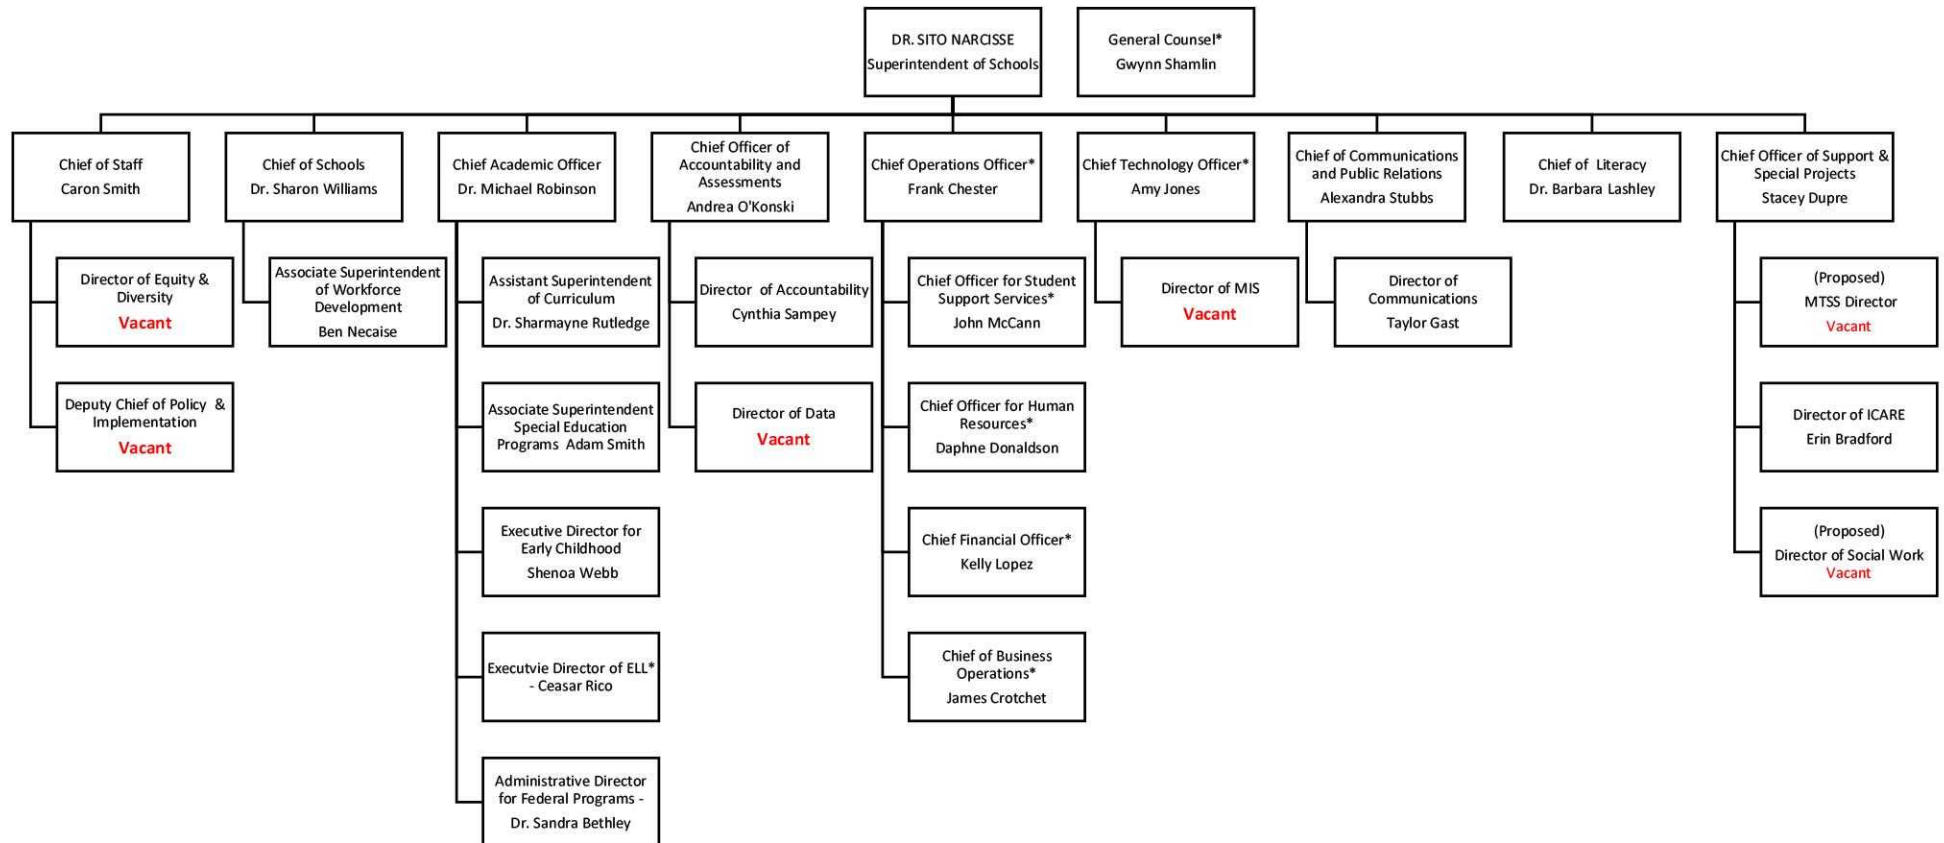 DR. SITO NARCISSE
Superintendent of Schools
General Counsel*
Gwynn Shamlin
Chief of Staff
Caron Smith
Chief of Schools
Dr. Sharon Williams
Chief Academic Officer
Dr. Michael Robinson
Chief Officer of
Accountability and
Assessments
Andrea O'Konski
Chief Operations Officer*
Frank Chester
Chief Technology Officer*
Amy Jones
Chief of Communications
and Public Relations
Alexandra Stubbs
Chief of Literacy
Dr. Barbara Lashley
Chief Officer of Support &
Special Projects
Stacey Dupre
Director of Equity &
Diversity
Vacant
Deputy Chief of Policy &
Implementation
Vacant
Associate Superintendent
of Workforce
Development
Ben Necaise
Assistant Superintendent
of Curriculum
Dr. Sharmayne Rutledge
Associate Superintendent
Special Education
Programs Adam Smith
Executive Director for
Early Childhood
Shenoa Webb
Executvie Director of ELL*
- Ceasar Rico
Administrative Director
for Federal Programs -
Dr. Sandra Bethley
Director of Accountability
Cynthia Sampey
Director of Data
Vacant
Chief Officer for Student
Support Services*
John McCann
Chief Officer for Human
Resources*
Daphne Donaldson
Chief Financial Officer*
Kelly Lopez
Chief of Business
Operations*
James Crotchet
Director of MIS
Vacant
Director of
Communications
Taylor Gast
(Proposed)
MTSS Director
Vacant
Director of ICARE
Erin Bradford
(Proposed)
Director of Social Work
Vacant